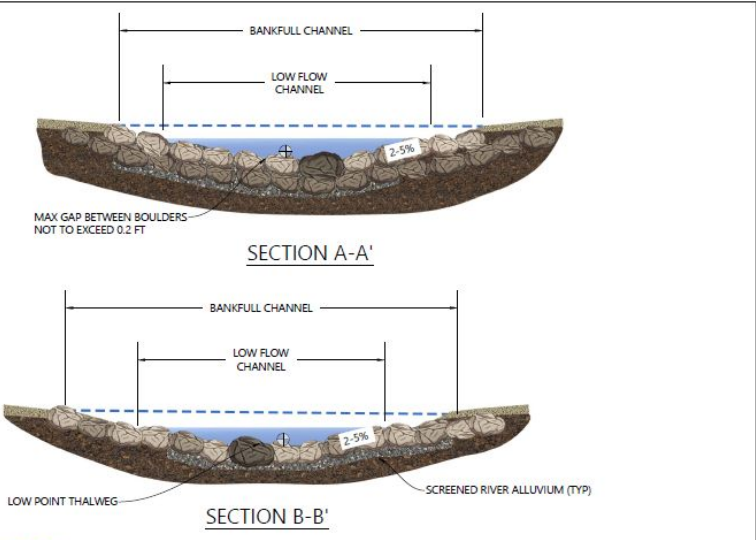 BANKFULL CHANNEL
LOW FLOW
CHANNEL
2-5%
MAX GAP BETWEEN BOULDERS
NOT TO EXCEED 0.2 FT
SECTION A-A'
BANKFULL CHANNEL
LOW FLOW
CHANNEL
2-5%
LOW POINT THALWEG
SCREENED RIVER ALLUVIUM (TYP)
SECTION B-B'